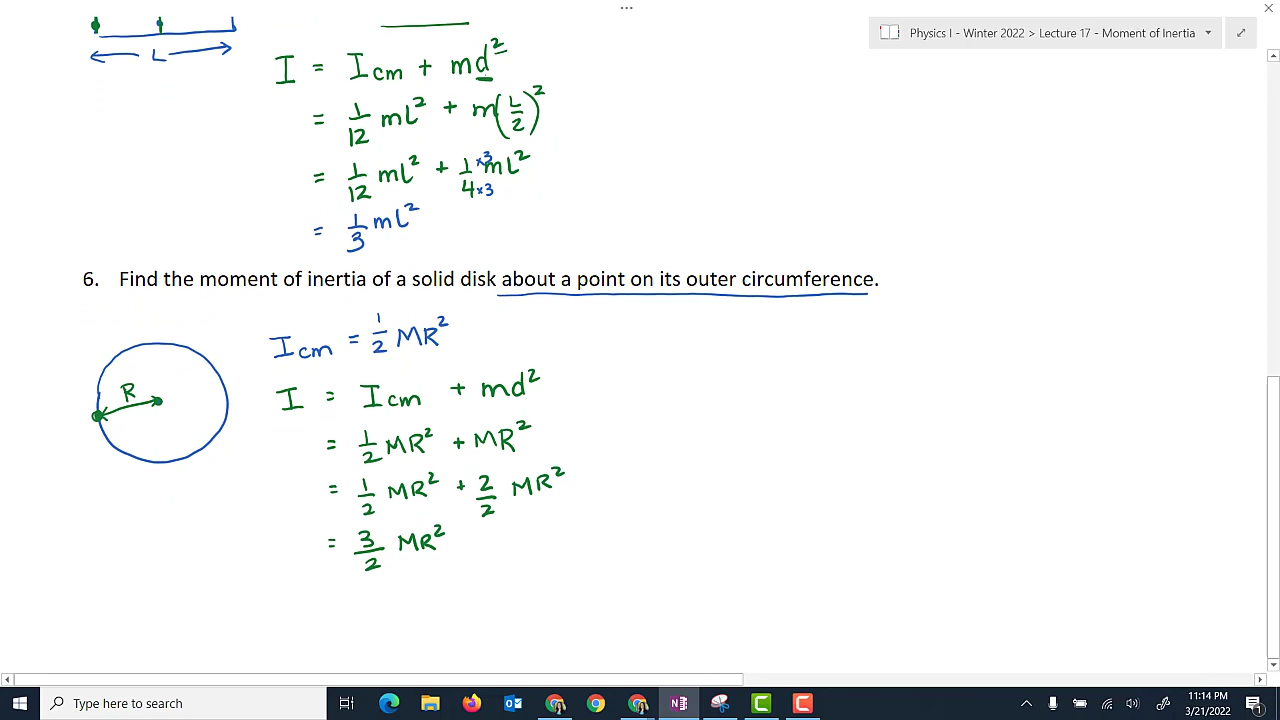 ...
Physics I - Winter 2022 > Lecture 17 - Moment of Inertia
L
I = Icm + md²
= 1/12 mL² + m(L/2)²
= 1/12 mL² + 1×3/4×3 mL²
= 1/3 mL²
6. Find the moment of inertia of a solid disk about a point on its outer circumference.
Icm = 1/2 MR²
R
I = Icm + md²
= 1/2 MR² + MR²
= 1/2 MR² + 2/2 MR²
= 3/2 MR²
Type here to search
11:14 PM
3/21/2022